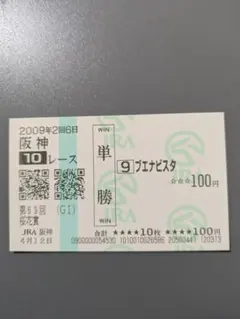 2009年2回6日
阪神
10レース
第69回 (GⅠ)
桜花賞
JRA 阪神
4月12日
WIN
単勝
WIN
9 ブエナビスタ
☆☆☆100円
合計 ★★★★10枚 ★★★★100円